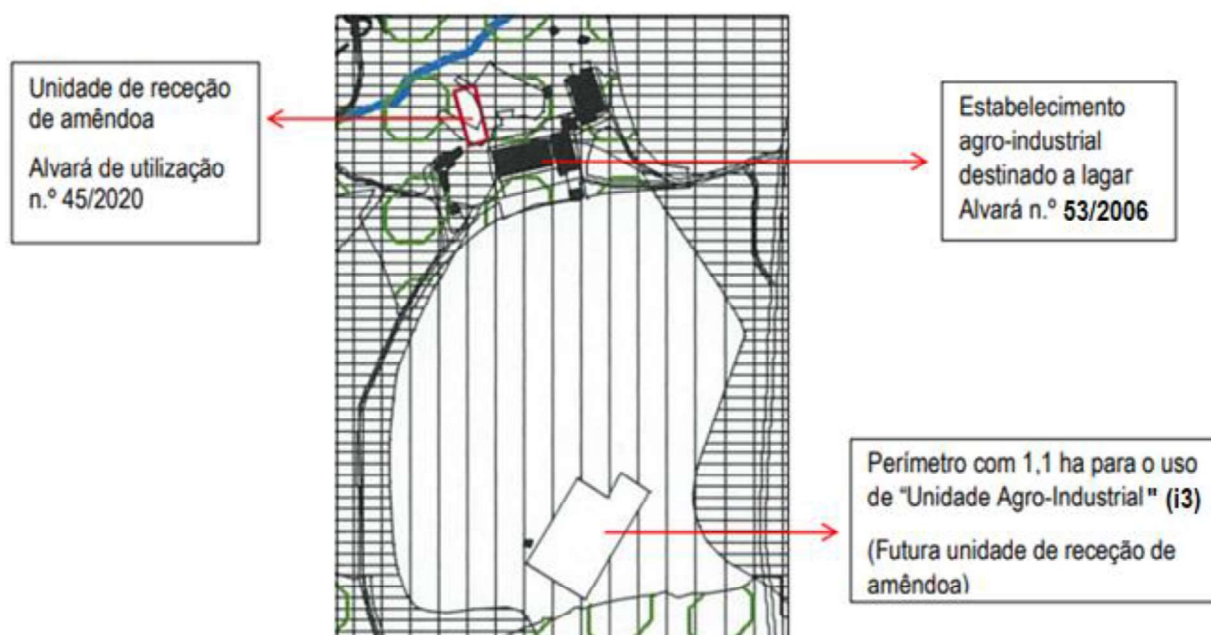 Unidade de receção
de amêndoa
Alvará de utilização
n.º 45/2020
Estabelecimento
agro-industrial
destinado a lagar
Alvará n.º 53/2006
Perímetro com 1,1 ha para o uso
de “Unidade Agro-Industrial" (i3)
(Futura unidade de receção de
amêndoa)